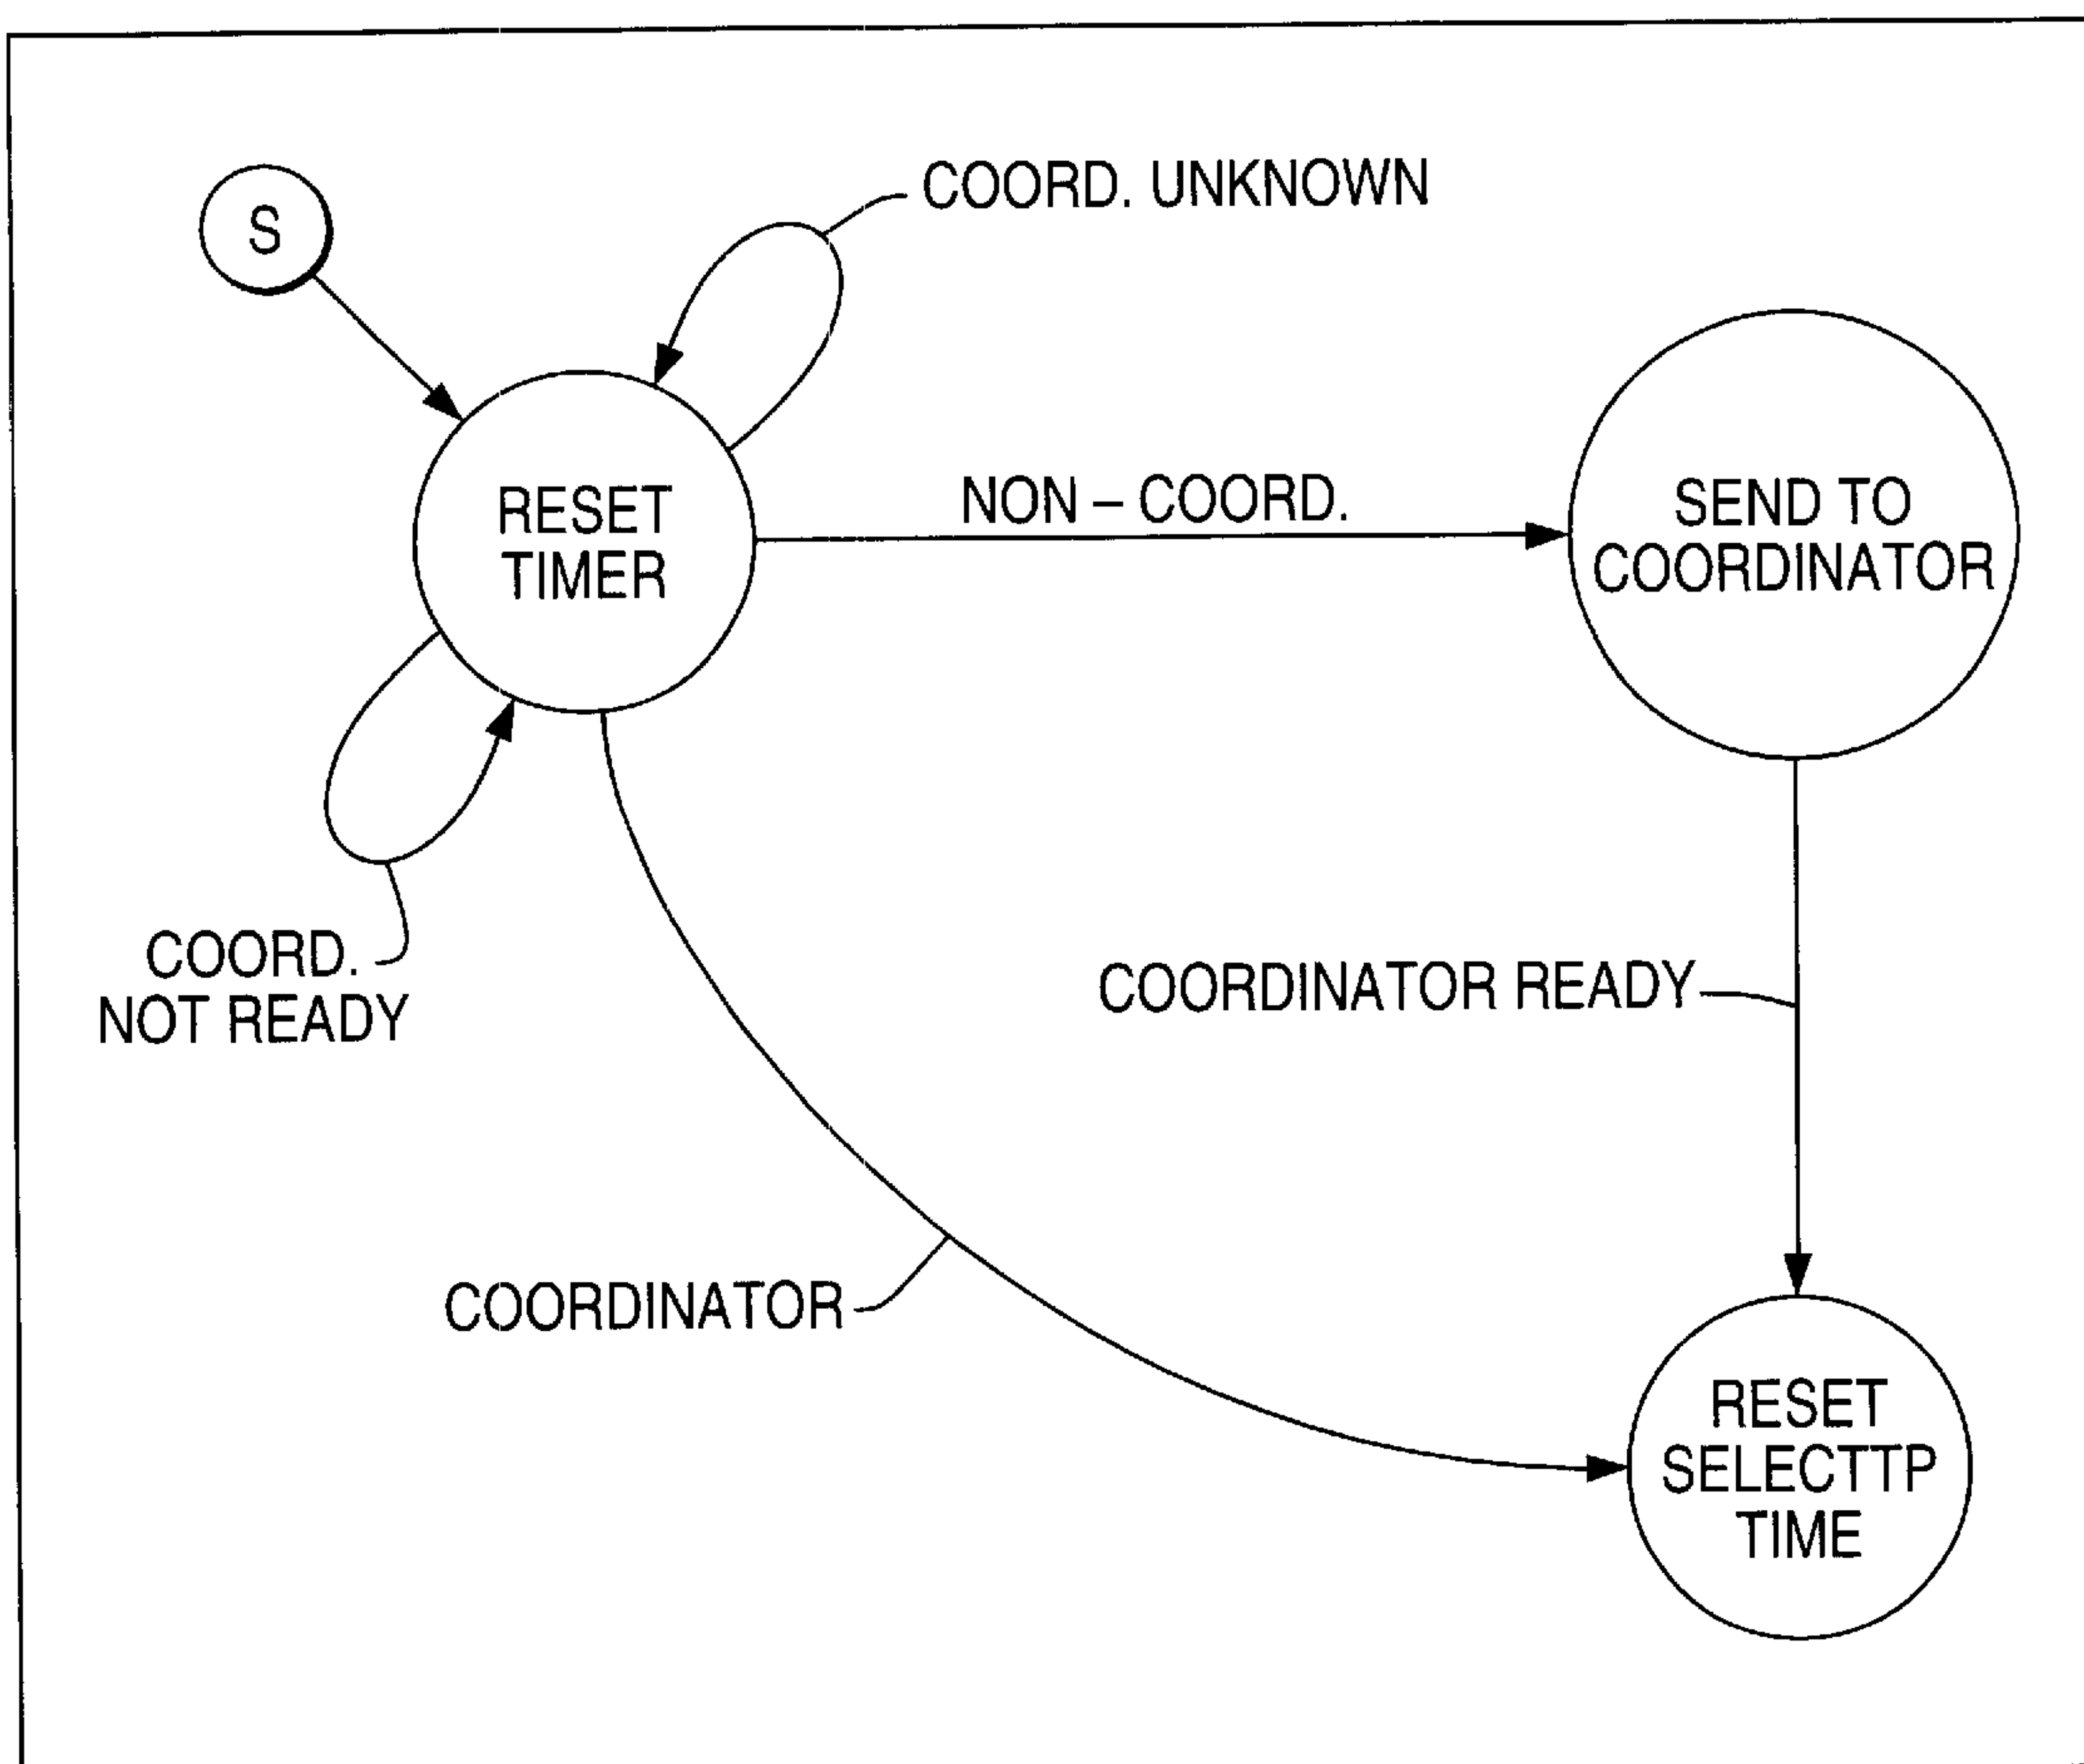 S
COORD. UNKNOWN
RESET
TIMER
NON – COORD.
SEND TO
COORDINATOR
COORD.
NOT READY
COORDINATOR READY
COORDINATOR
RESET
SELECTTP
TIME